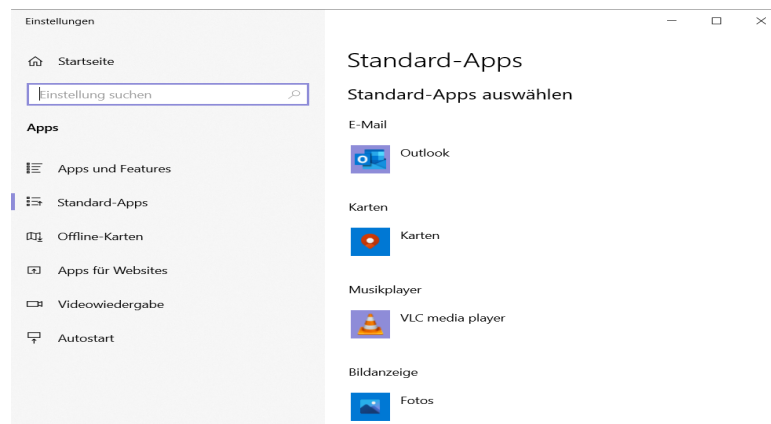 Einstellungen
Startseite
Einstellung suchen
Apps
Apps und Features
Standard-Apps
Offline-Karten
Apps für Websites
Videowiedergabe
Autostart
Standard-Apps
Standard-Apps auswählen
E-Mail
Outlook
Karten
Karten
Musikplayer
VLC media player
Bildanzeige
Fotos